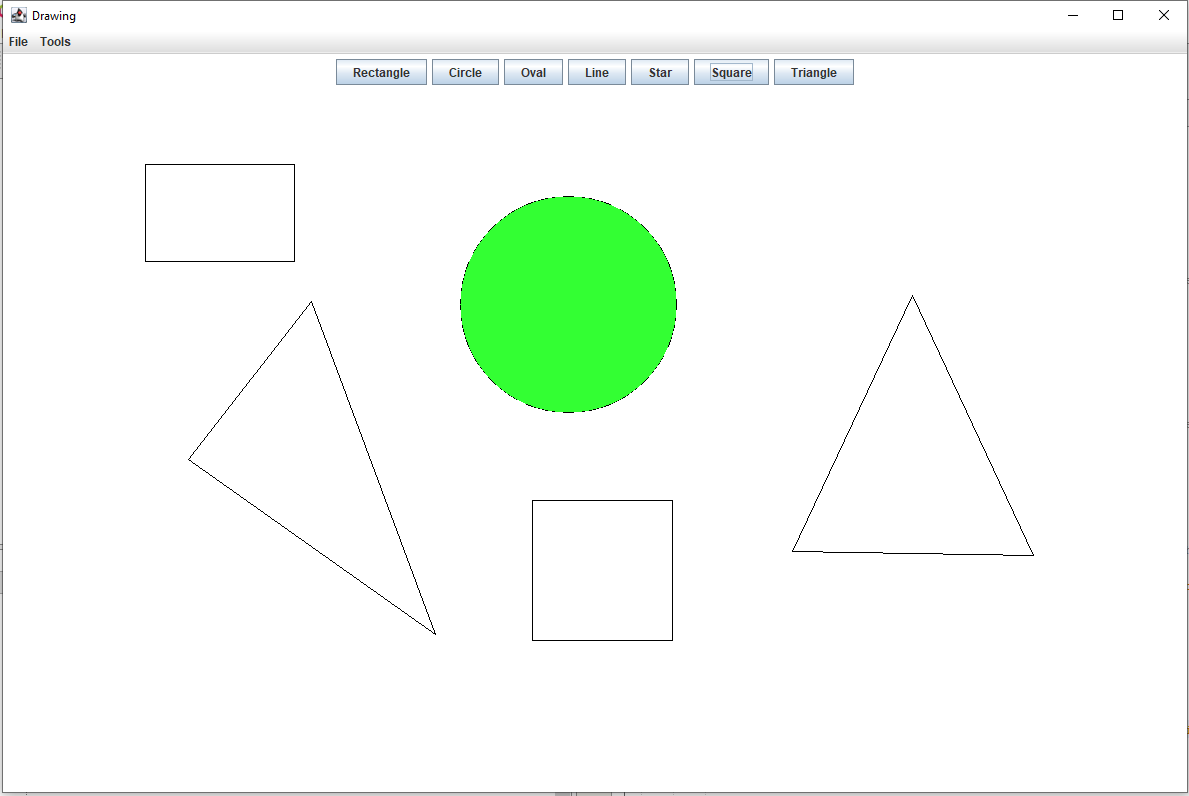 Drawing
File Tools
Rectangle Circle Oval Line Star Square Triangle